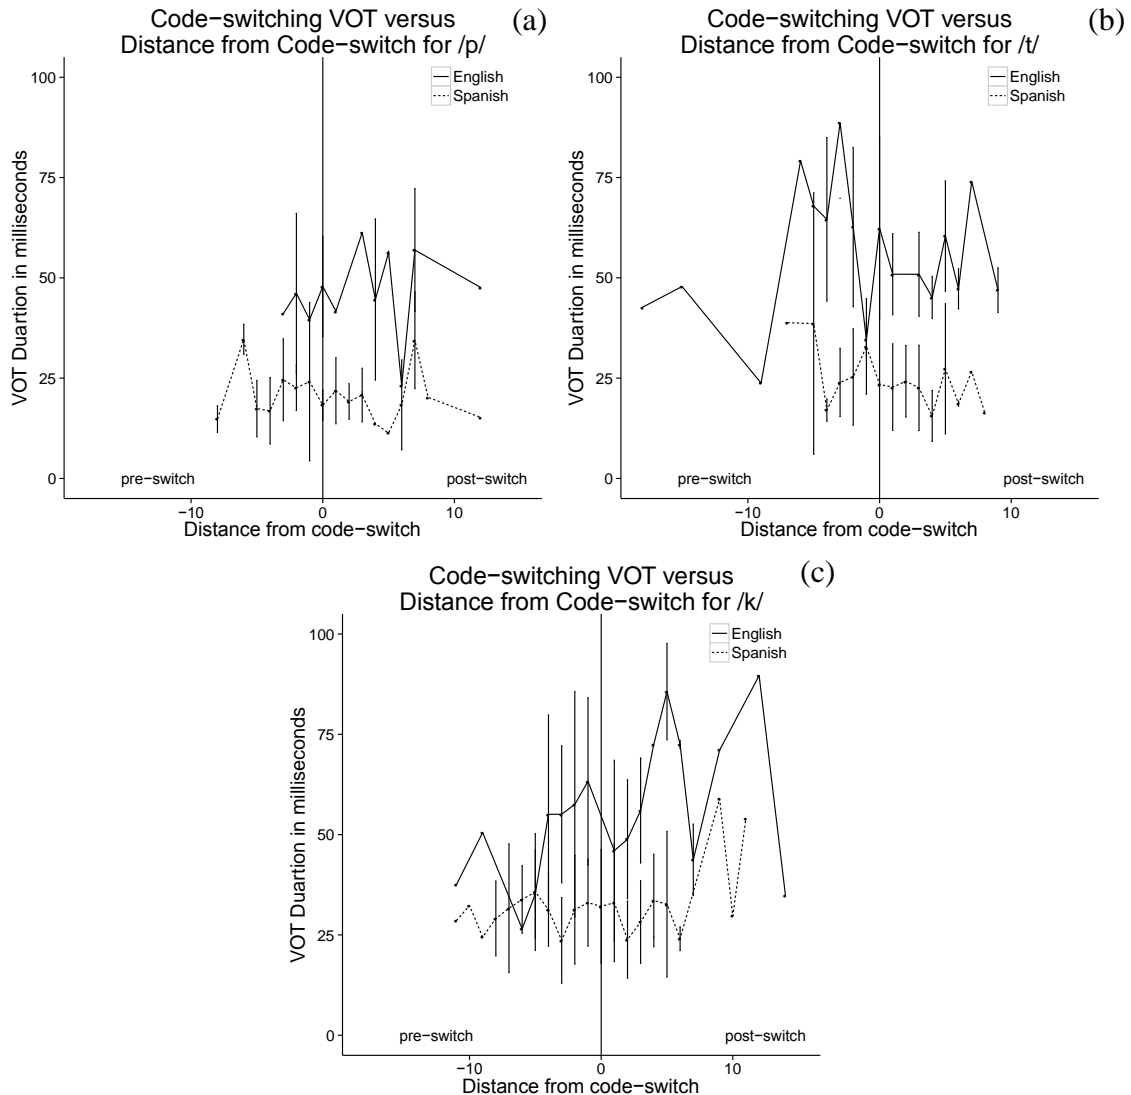 Code−switching VOT versus
Distance from Code−switch for /p/
(a)
English
Spanish
VOT Duartion in milliseconds
100
75
50
25
0
pre−switch
post−switch
−10
0
10
Distance from code−switch
Code−switching VOT versus
Distance from Code−switch for /t/
(b)
English
Spanish
VOT Duartion in milliseconds
100
75
50
25
0
pre−switch
post−switch
−10
0
10
Distance from code−switch
Code−switching VOT versus
Distance from Code−switch for /k/
(c)
English
Spanish
VOT Duartion in milliseconds
100
75
50
25
0
pre−switch
post−switch
−10
0
10
Distance from code−switch